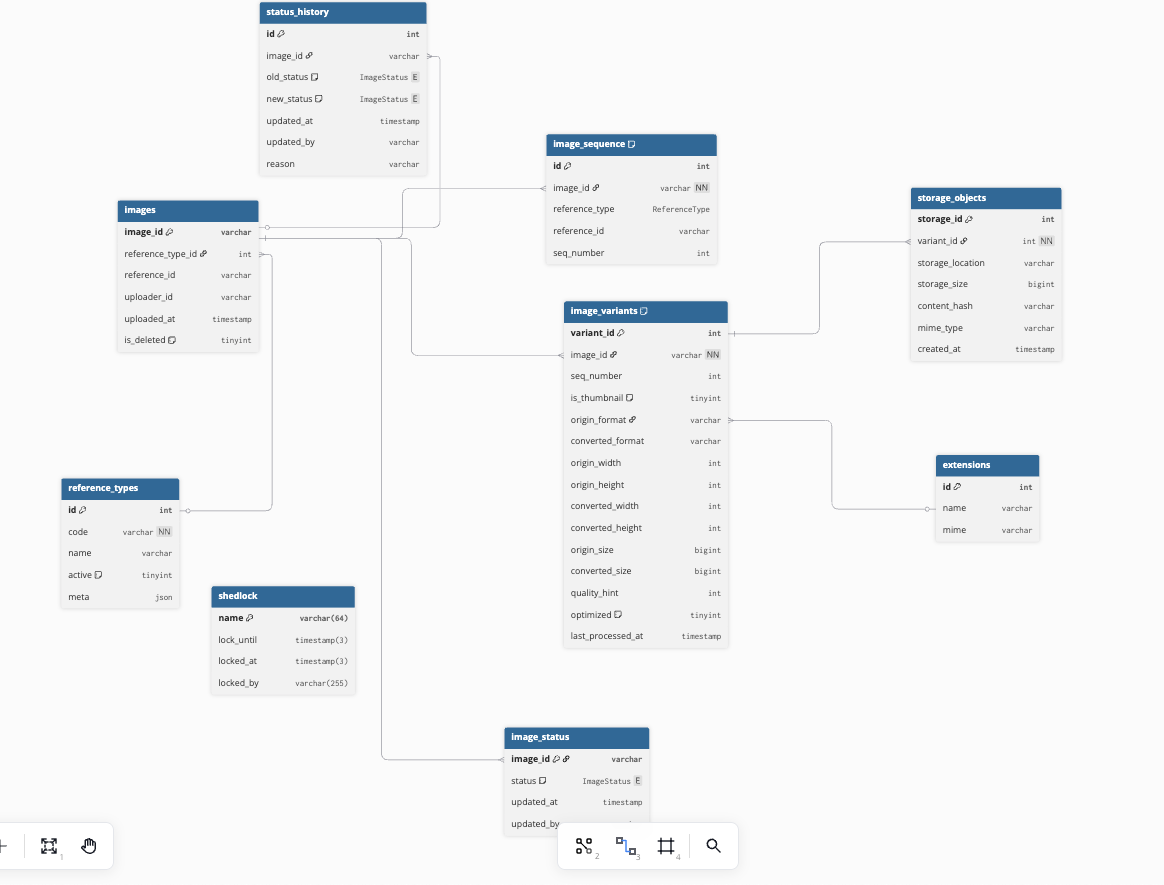 status_history
id int
image_id varchar
old_status ImageStatus E
new_status ImageStatus E
updated_at timestamp
updated_by varchar
reason varchar
image_sequence
id int
image_id varchar NN
reference_type ReferenceType
reference_id varchar
seq_number int
images
image_id varchar
reference_type_id int
reference_id varchar
uploader_id varchar
uploaded_at timestamp
is_deleted tinyint
storage_objects
storage_id int
variant_id int NN
storage_location varchar
storage_size bigint
content_hash varchar
mime_type varchar
created_at timestamp
image_variants
variant_id int
image_id varchar NN
seq_number int
is_thumbnail tinyint
origin_format varchar
converted_format varchar
origin_width int
origin_height int
converted_width int
converted_height int
origin_size bigint
converted_size bigint
quality_hint int
optimized tinyint
last_processed_at timestamp
extensions
id int
name varchar
mime varchar
reference_types
id int
code varchar NN
name varchar
active tinyint
meta json
shedlock
name varchar(64)
lock_until timestamp(3)
locked_at timestamp(3)
locked_by varchar(255)
image_status
image_id varchar
status ImageStatus E
updated_at timestamp
updated_by
1
2
3
4